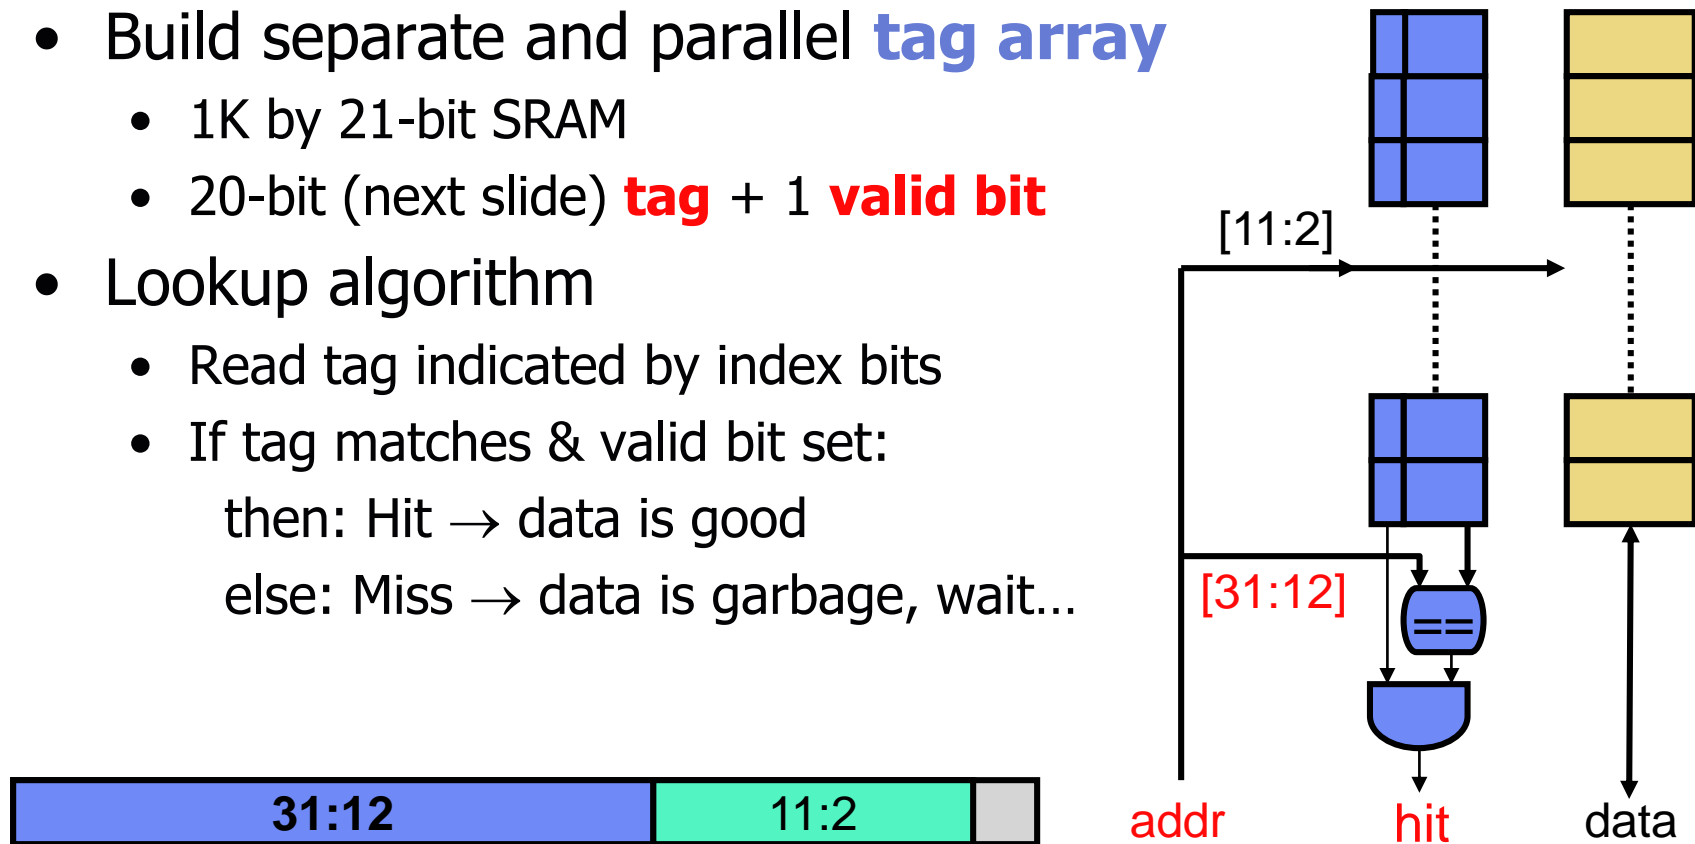 • Build separate and parallel tag array
• 1K by 21-bit SRAM
• 20-bit (next slide) tag + 1 valid bit
• Lookup algorithm
• Read tag indicated by index bits
• If tag matches & valid bit set:
then: Hit → data is good
else: Miss → data is garbage, wait…
31:12
11:2
[11:2]
[31:12]
==
addr
hit
data